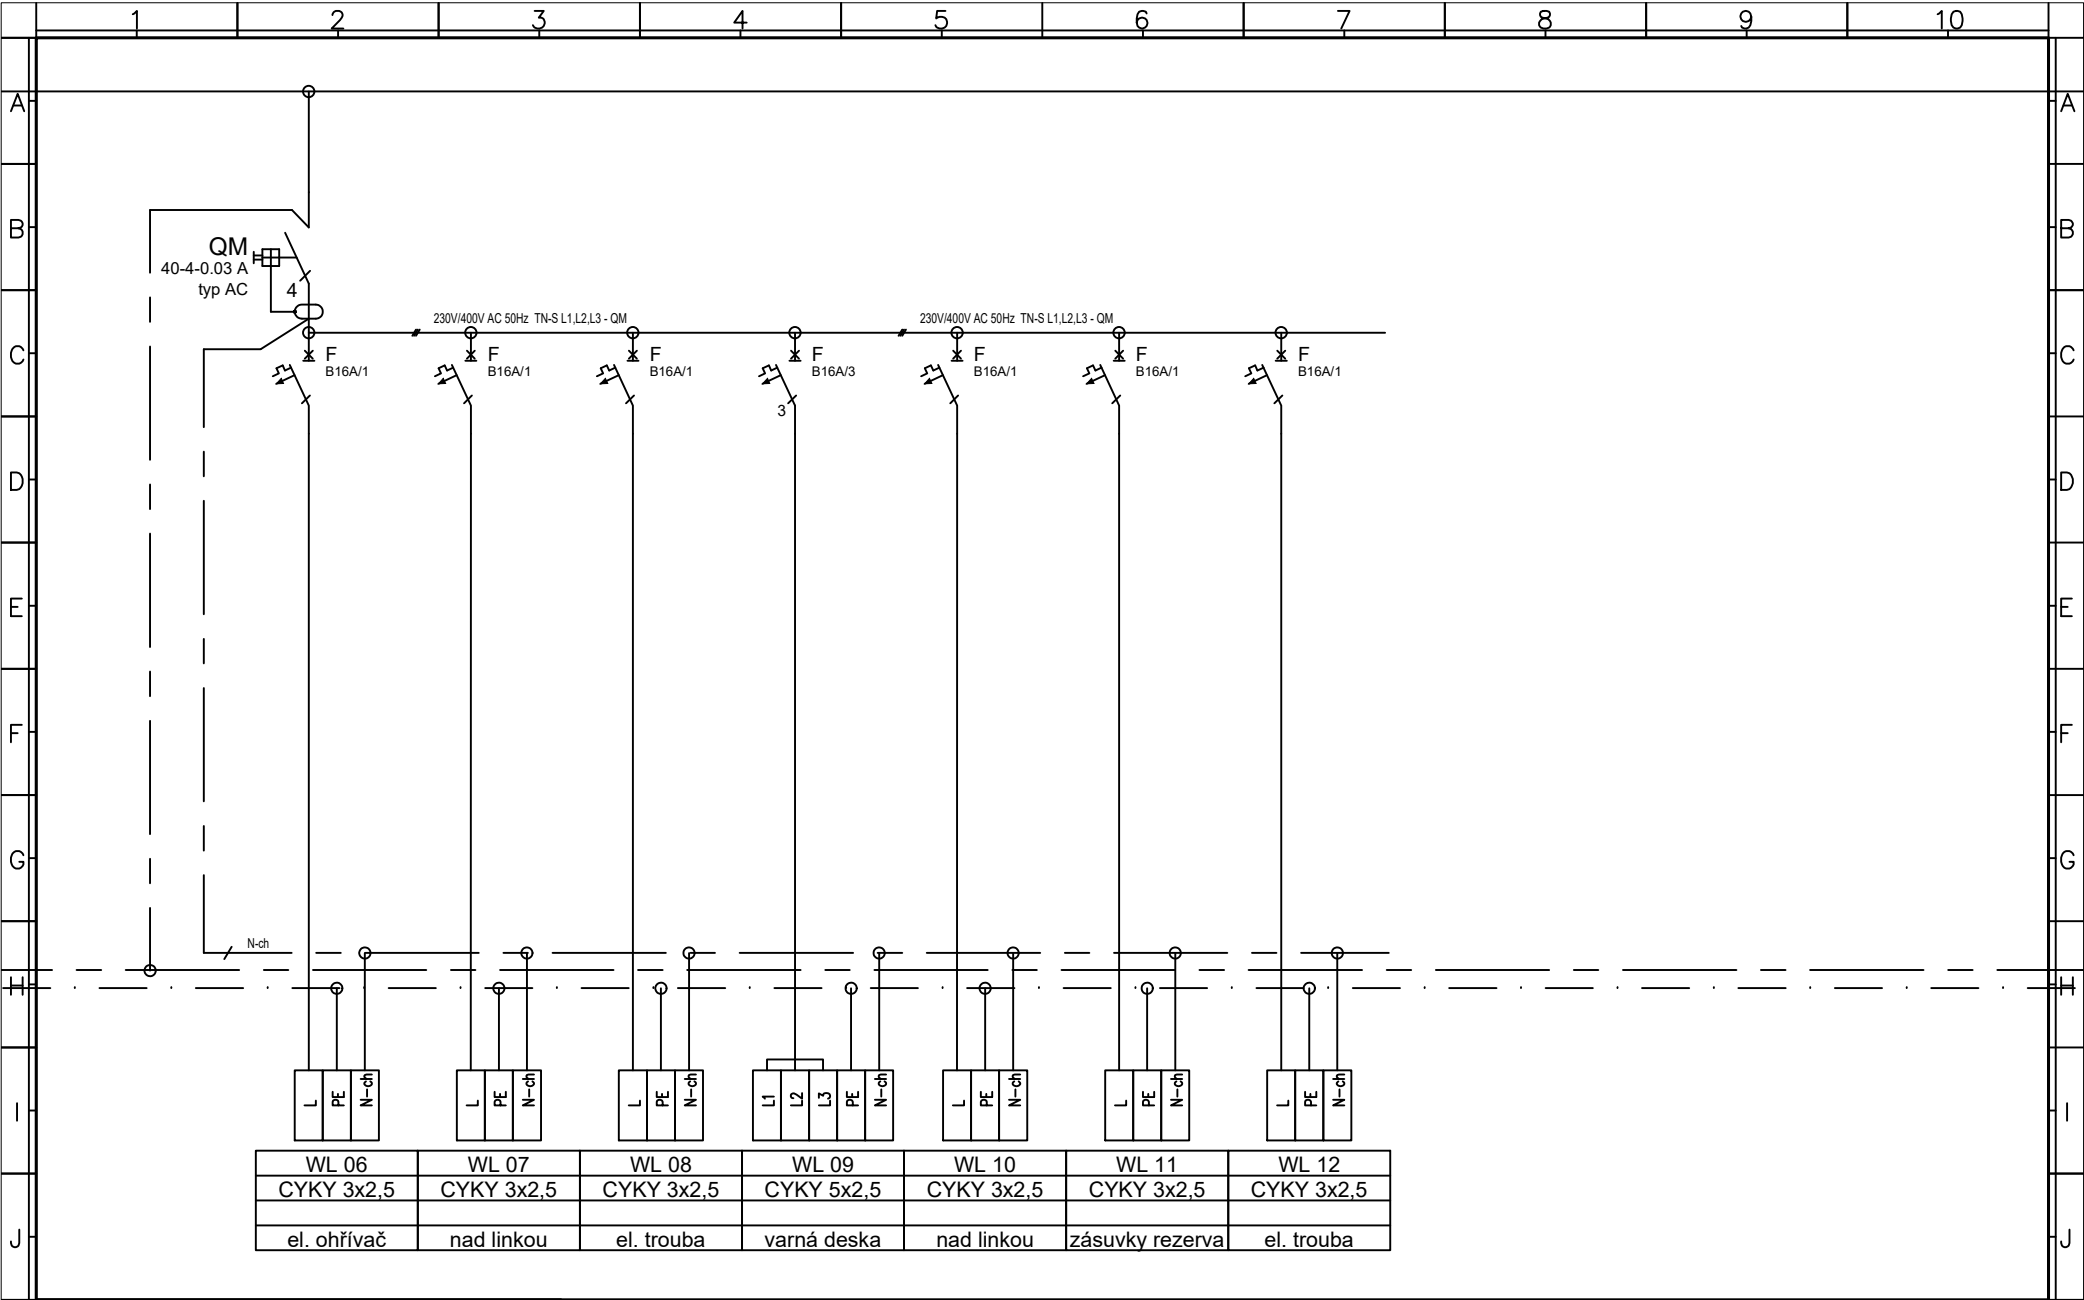 1 2 3 4 5 6 7 8 9 10
A A
B B
QM
40-4-0.03 A
typ AC
4
230V/400V AC 50Hz TN-S L1,L2,L3 - QM 230V/400V AC 50Hz TN-S L1,L2,L3 - QM
C F F F F F F F C
B16A/1 B16A/1 B16A/1 B16A/3 B16A/1 B16A/1 B16A/1
3
D D
E E
F F
G G
N-ch
H H
L PE N-ch L PE N-ch L PE N-ch L1 L2 L3 PE N-ch L PE N-ch L PE N-ch L PE N-ch
I I
WL 06 WL 07 WL 08 WL 09 WL 10 WL 11 WL 12
CYKY 3x2,5 CYKY 3x2,5 CYKY 3x2,5 CYKY 5x2,5 CYKY 3x2,5 CYKY 3x2,5 CYKY 3x2,5
J el. ohřívač nad linkou el. trouba varná deska nad linkou zásuvky rezerva el. trouba J